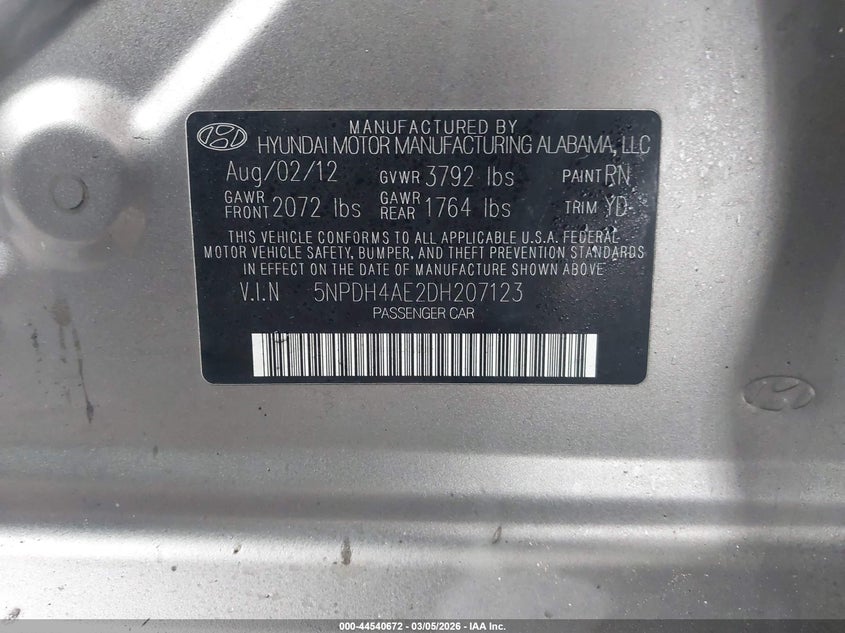 MANUFACTURED BY
HYUNDAI MOTOR MANUFACTURING ALABAMA, LLC
Aug/02/12 GVWR 3792 lbs PAINT RN
GAWR FRONT 2072 lbs GAWR REAR 1764 lbs TRIM YD
THIS VEHICLE CONFORMS TO ALL APPLICABLE U.S.A. FEDERAL
MOTOR VEHICLE SAFETY, BUMPER, AND THEFT PREVENTION STANDARDS
IN EFFECT ON THE DATE OF MANUFACTURE SHOWN ABOVE
V.I.N 5NPDH4AE2DH207123
PASSENGER CAR
000-44540672 - 03/05/2026 - IAA Inc.